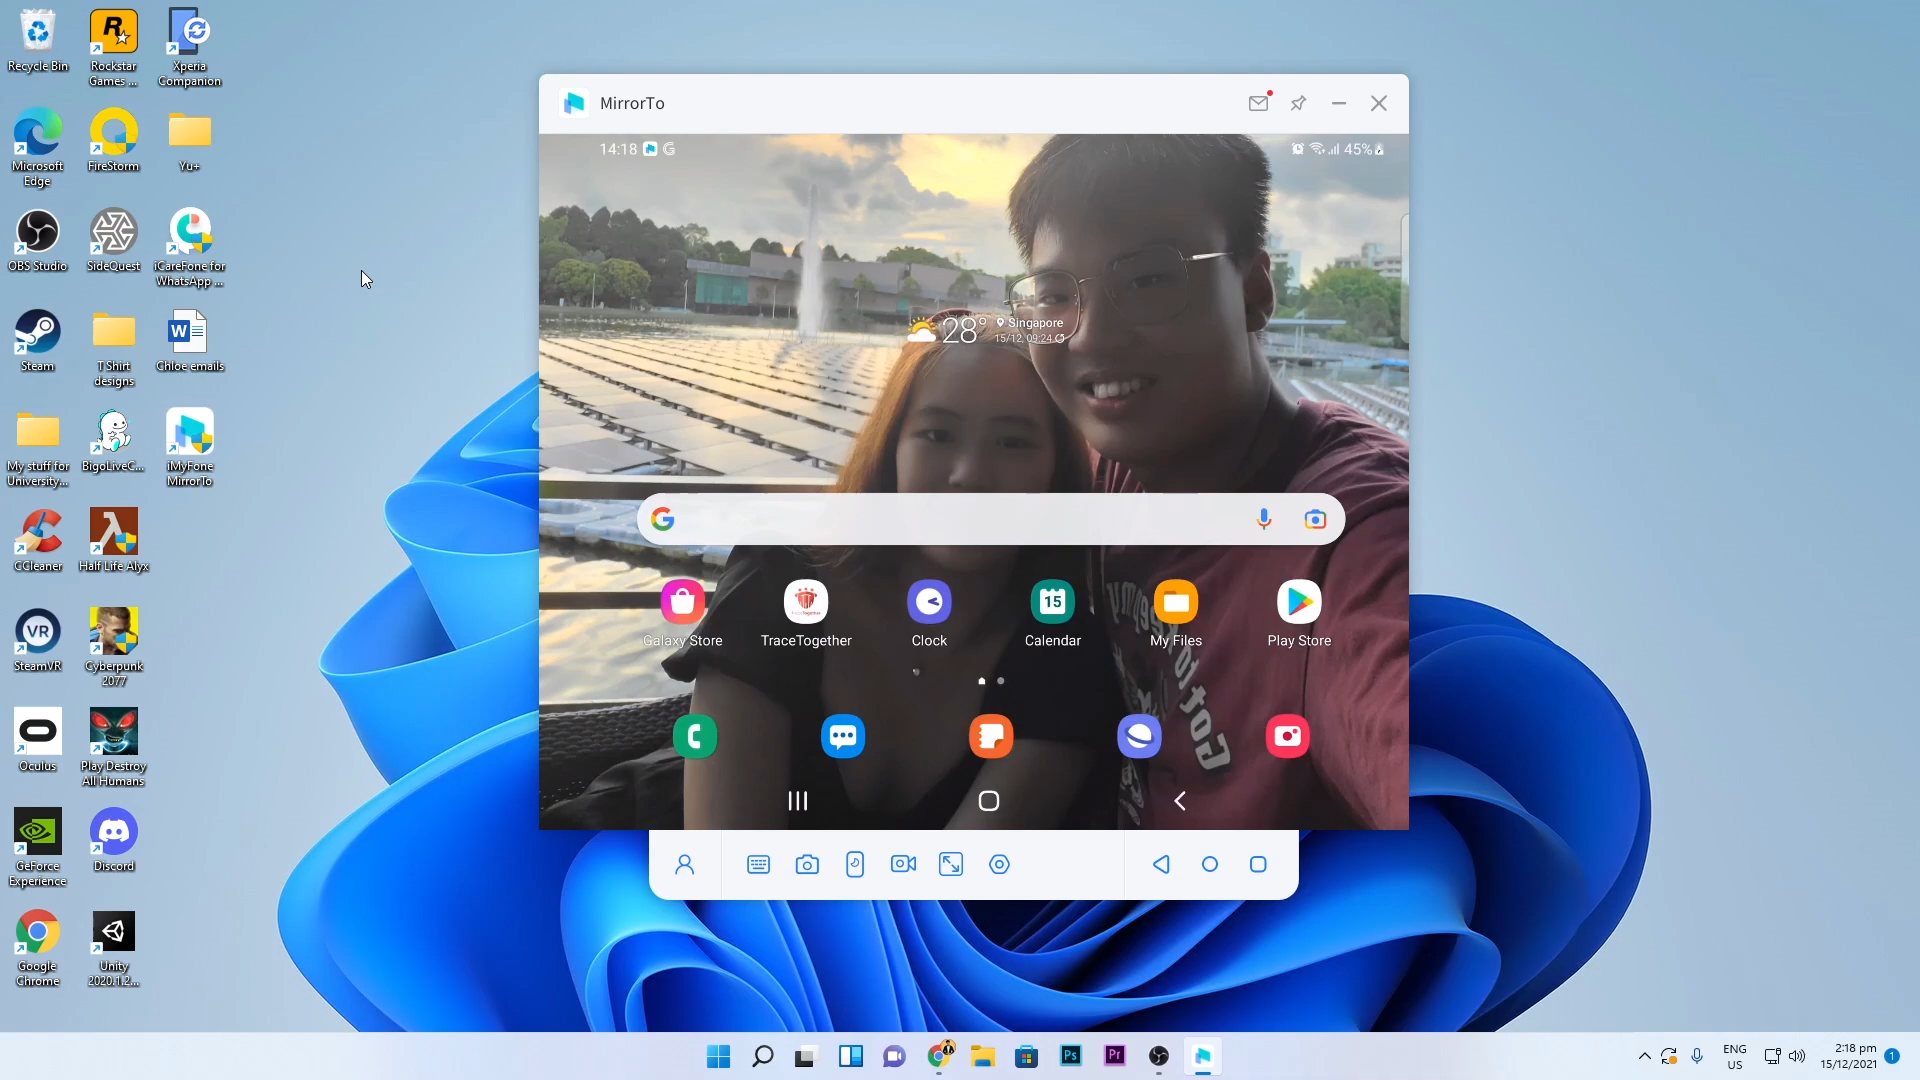 Recycle Bin
Rockstar
Games ...
Xperia
Companion
Microsoft
Edge
FireStorm
Yu+
OBS Studio
SideQuest
iCareFone for
WhatsApp ...
Steam
T Shirt
designs
Chloe emails
My stuff for
University...
BigoLiveC...
iMyFone
MirrorTo
CCleaner
Half Life Alyx
SteamVR
Cyberpunk
2077
Oculus
Play Destroy
All Humans
GeForce
Experience
Discord
Google
Chrome
Unity
2020.1.2...
MirrorTo
14:18
45%
28°
Singapore
15/12, 09:24
15
Galaxy Store
TraceTogether
Clock
Calendar
My Files
Play Store
Ps
Pr
ENG
US
2:18 pm
15/12/2021
1